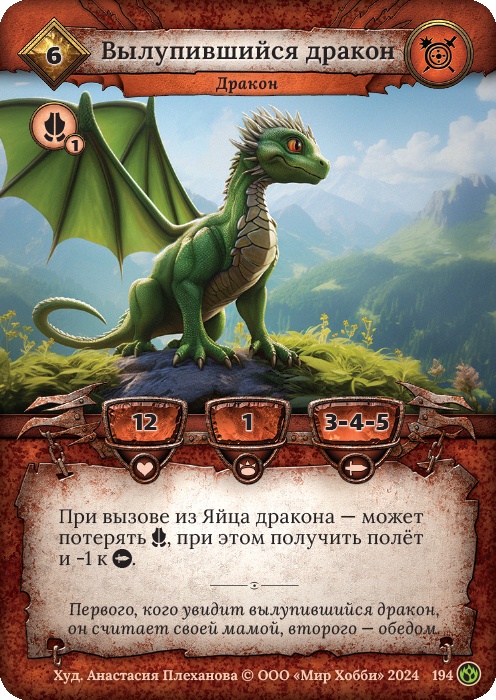 6
Вылупившийся дракон
Дракон
1
12
1
3-4-5
При вызове из Яйца дракона — может
потерять , при этом получить полёт
и -1 к .
Первого, кого увидит вылупившийся дракон,
он считает своей мамой, второго — обедом.
Худ. Анастасия Плеханова © ООО «Мир Хобби» 2024 194